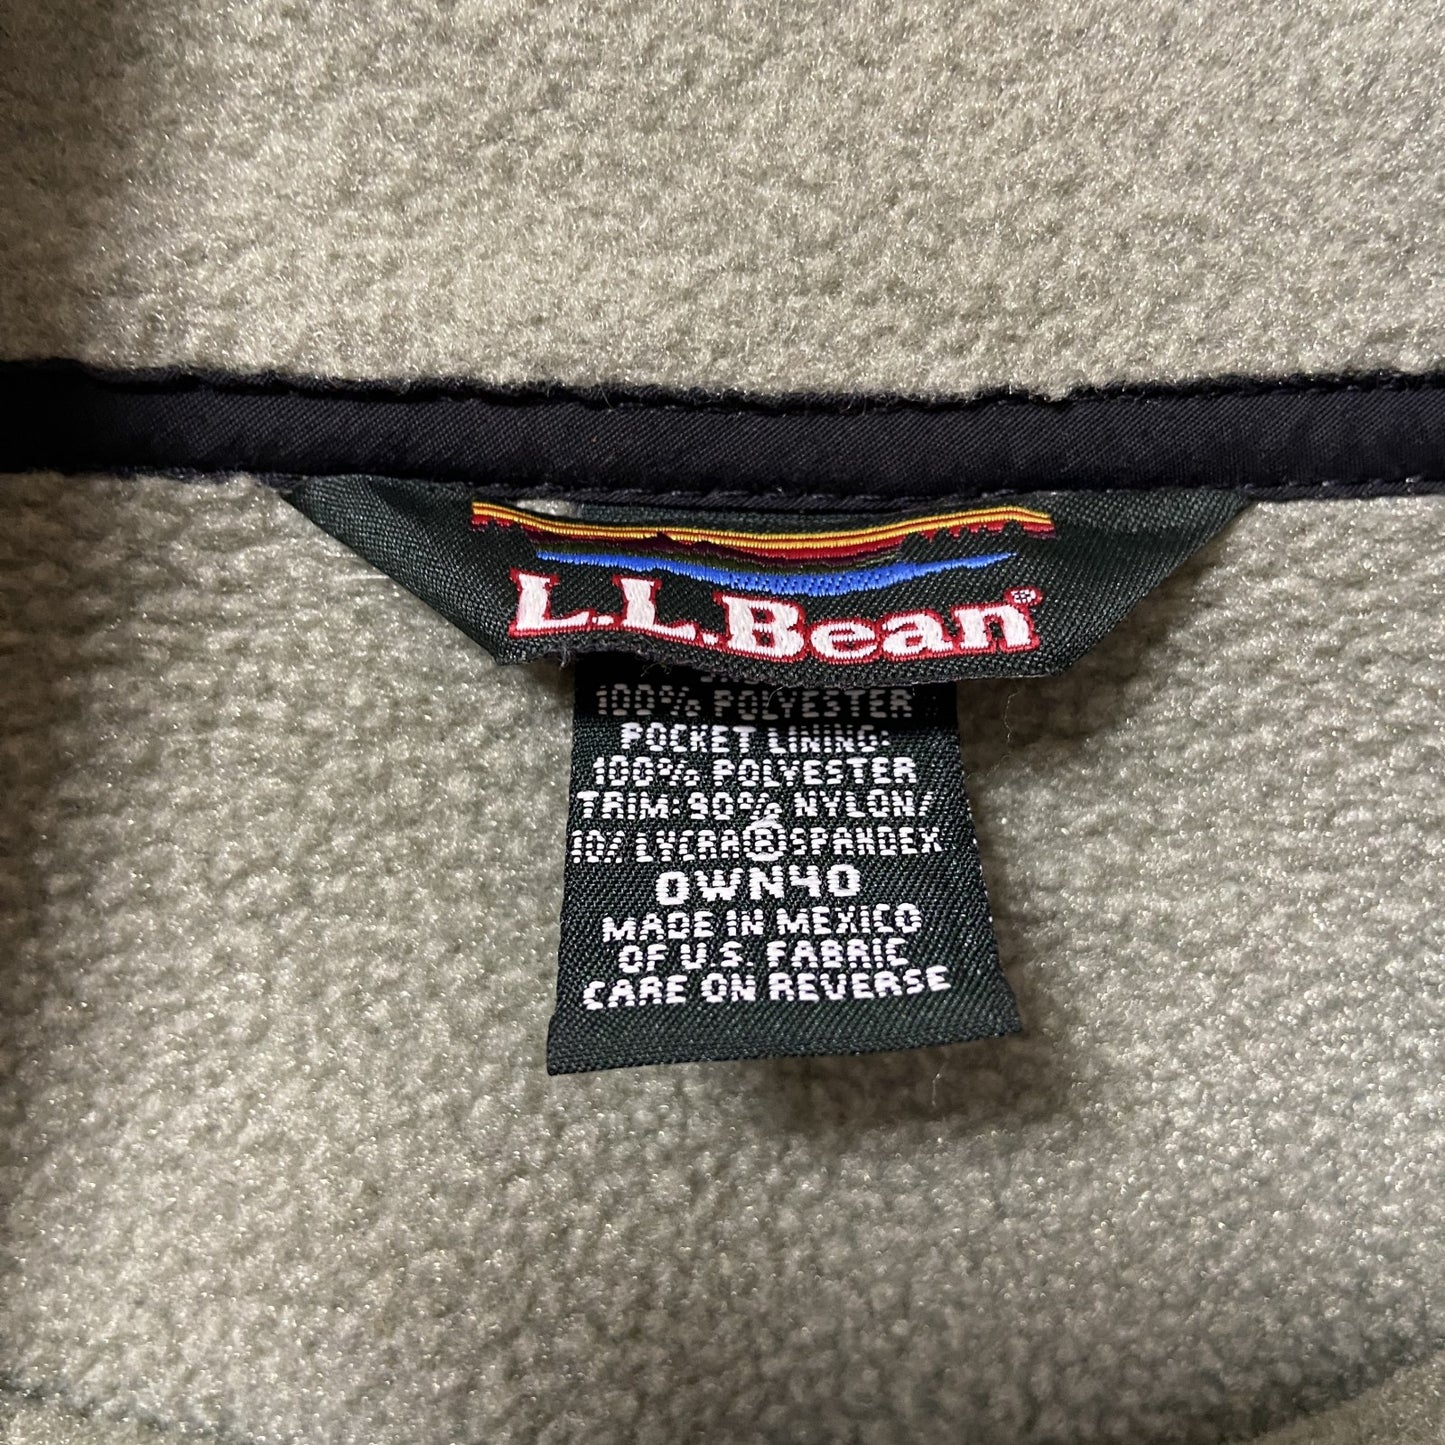 L.L.Bean®
100% POLYESTER
POCKET LINING:
100% POLYESTER
TRIM: 90% NYLON/
10% LYCRA® SPANDEX
0WN40
MADE IN MEXICO
OF U.S. FABRIC
CARE ON REVERSE